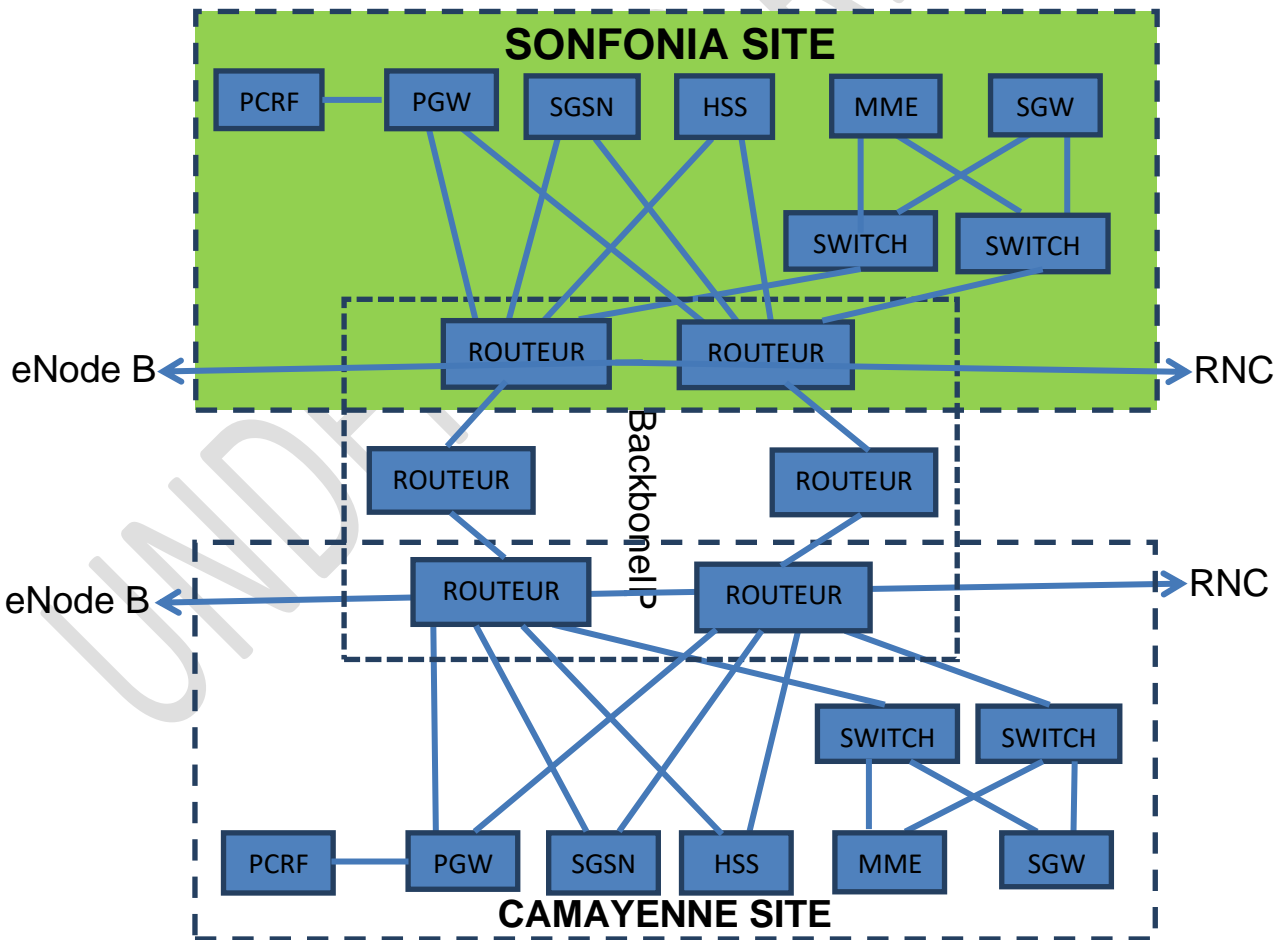 SONFONIA SITE
PCRF
PGW
SGSN
HSS
MME
SGW
SWITCH
SWITCH
ROUTEUR
ROUTEUR
eNode B
RNC
BackboneIP
ROUTEUR
ROUTEUR
ROUTEUR
ROUTEUR
eNode B
RNC
SWITCH
SWITCH
PCRF
PGW
SGSN
HSS
MME
SGW
CAMAYENNE SITE